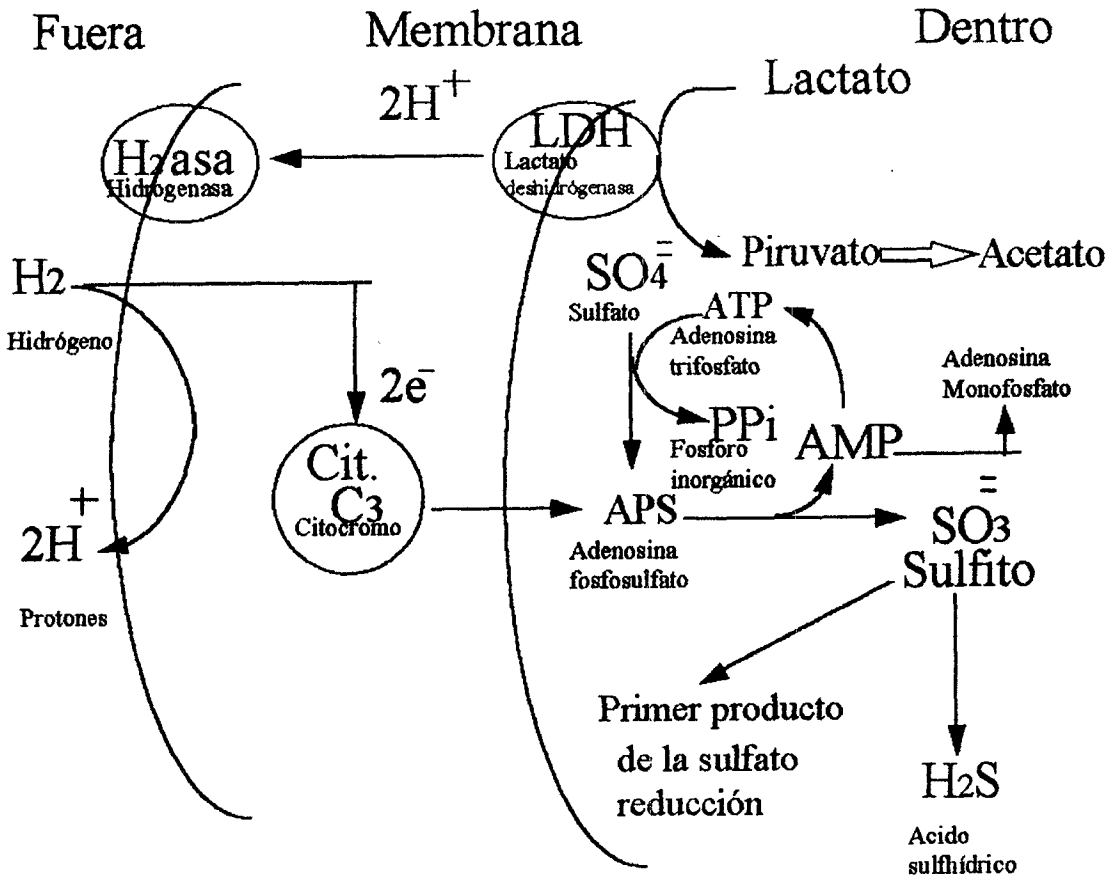 Fuera Membrana Dentro
Lactato
2H+
LDH
Lactato
deshidrógenasa
H2asa
Hidrógenasa
Piruvato Acetato
H2
Hidrógeno
SO4=
Sulfato
ATP
Adenosina
trifosfato
Adenosina
Monofosfato
2e-
PPi
Fosforo
inorgánico
AMP
Cit.
C3
Citocromo
APS
Adenosina
fosfosulfato
SO3=
Sulfito
2H+
Protones
Primer producto
de la sulfato
reducción
H2S
Acido
sulfhídrico